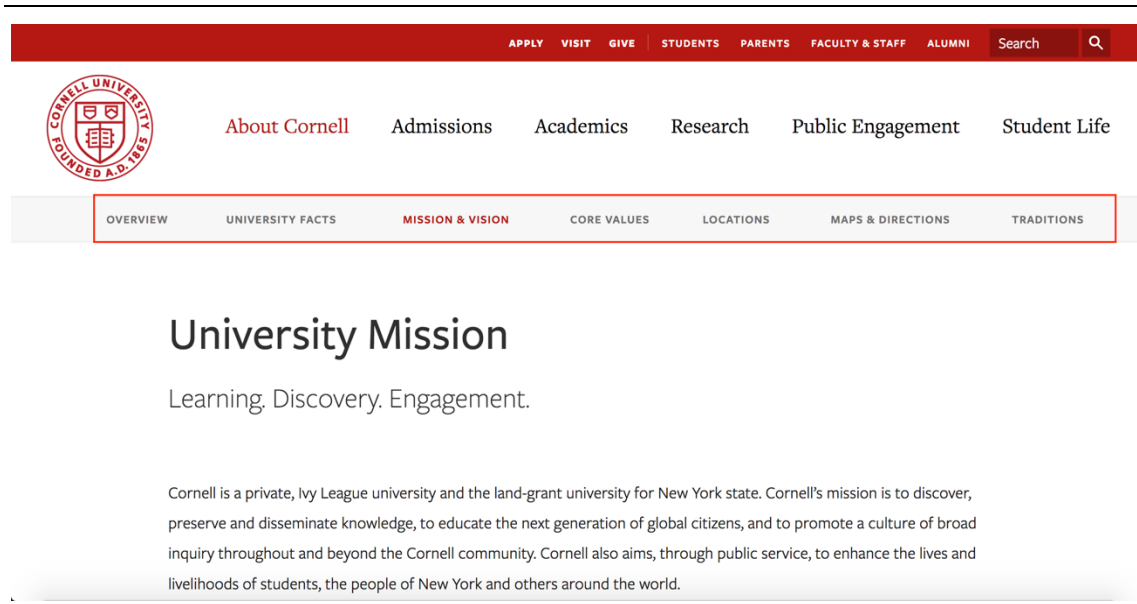 APPLY VISIT GIVE STUDENTS PARENTS FACULTY & STAFF ALUMNI Search
CORNELL UNIVERSITY FOUNDED A.D. 1865
About Cornell Admissions Academics Research Public Engagement Student Life
OVERVIEW UNIVERSITY FACTS MISSION & VISION CORE VALUES LOCATIONS MAPS & DIRECTIONS TRADITIONS
University Mission
Learning. Discovery. Engagement.
Cornell is a private, Ivy League university and the land-grant university for New York state. Cornell's mission is to discover,
preserve and disseminate knowledge, to educate the next generation of global citizens, and to promote a culture of broad
inquiry throughout and beyond the Cornell community. Cornell also aims, through public service, to enhance the lives and
livelihoods of students, the people of New York and others around the world.